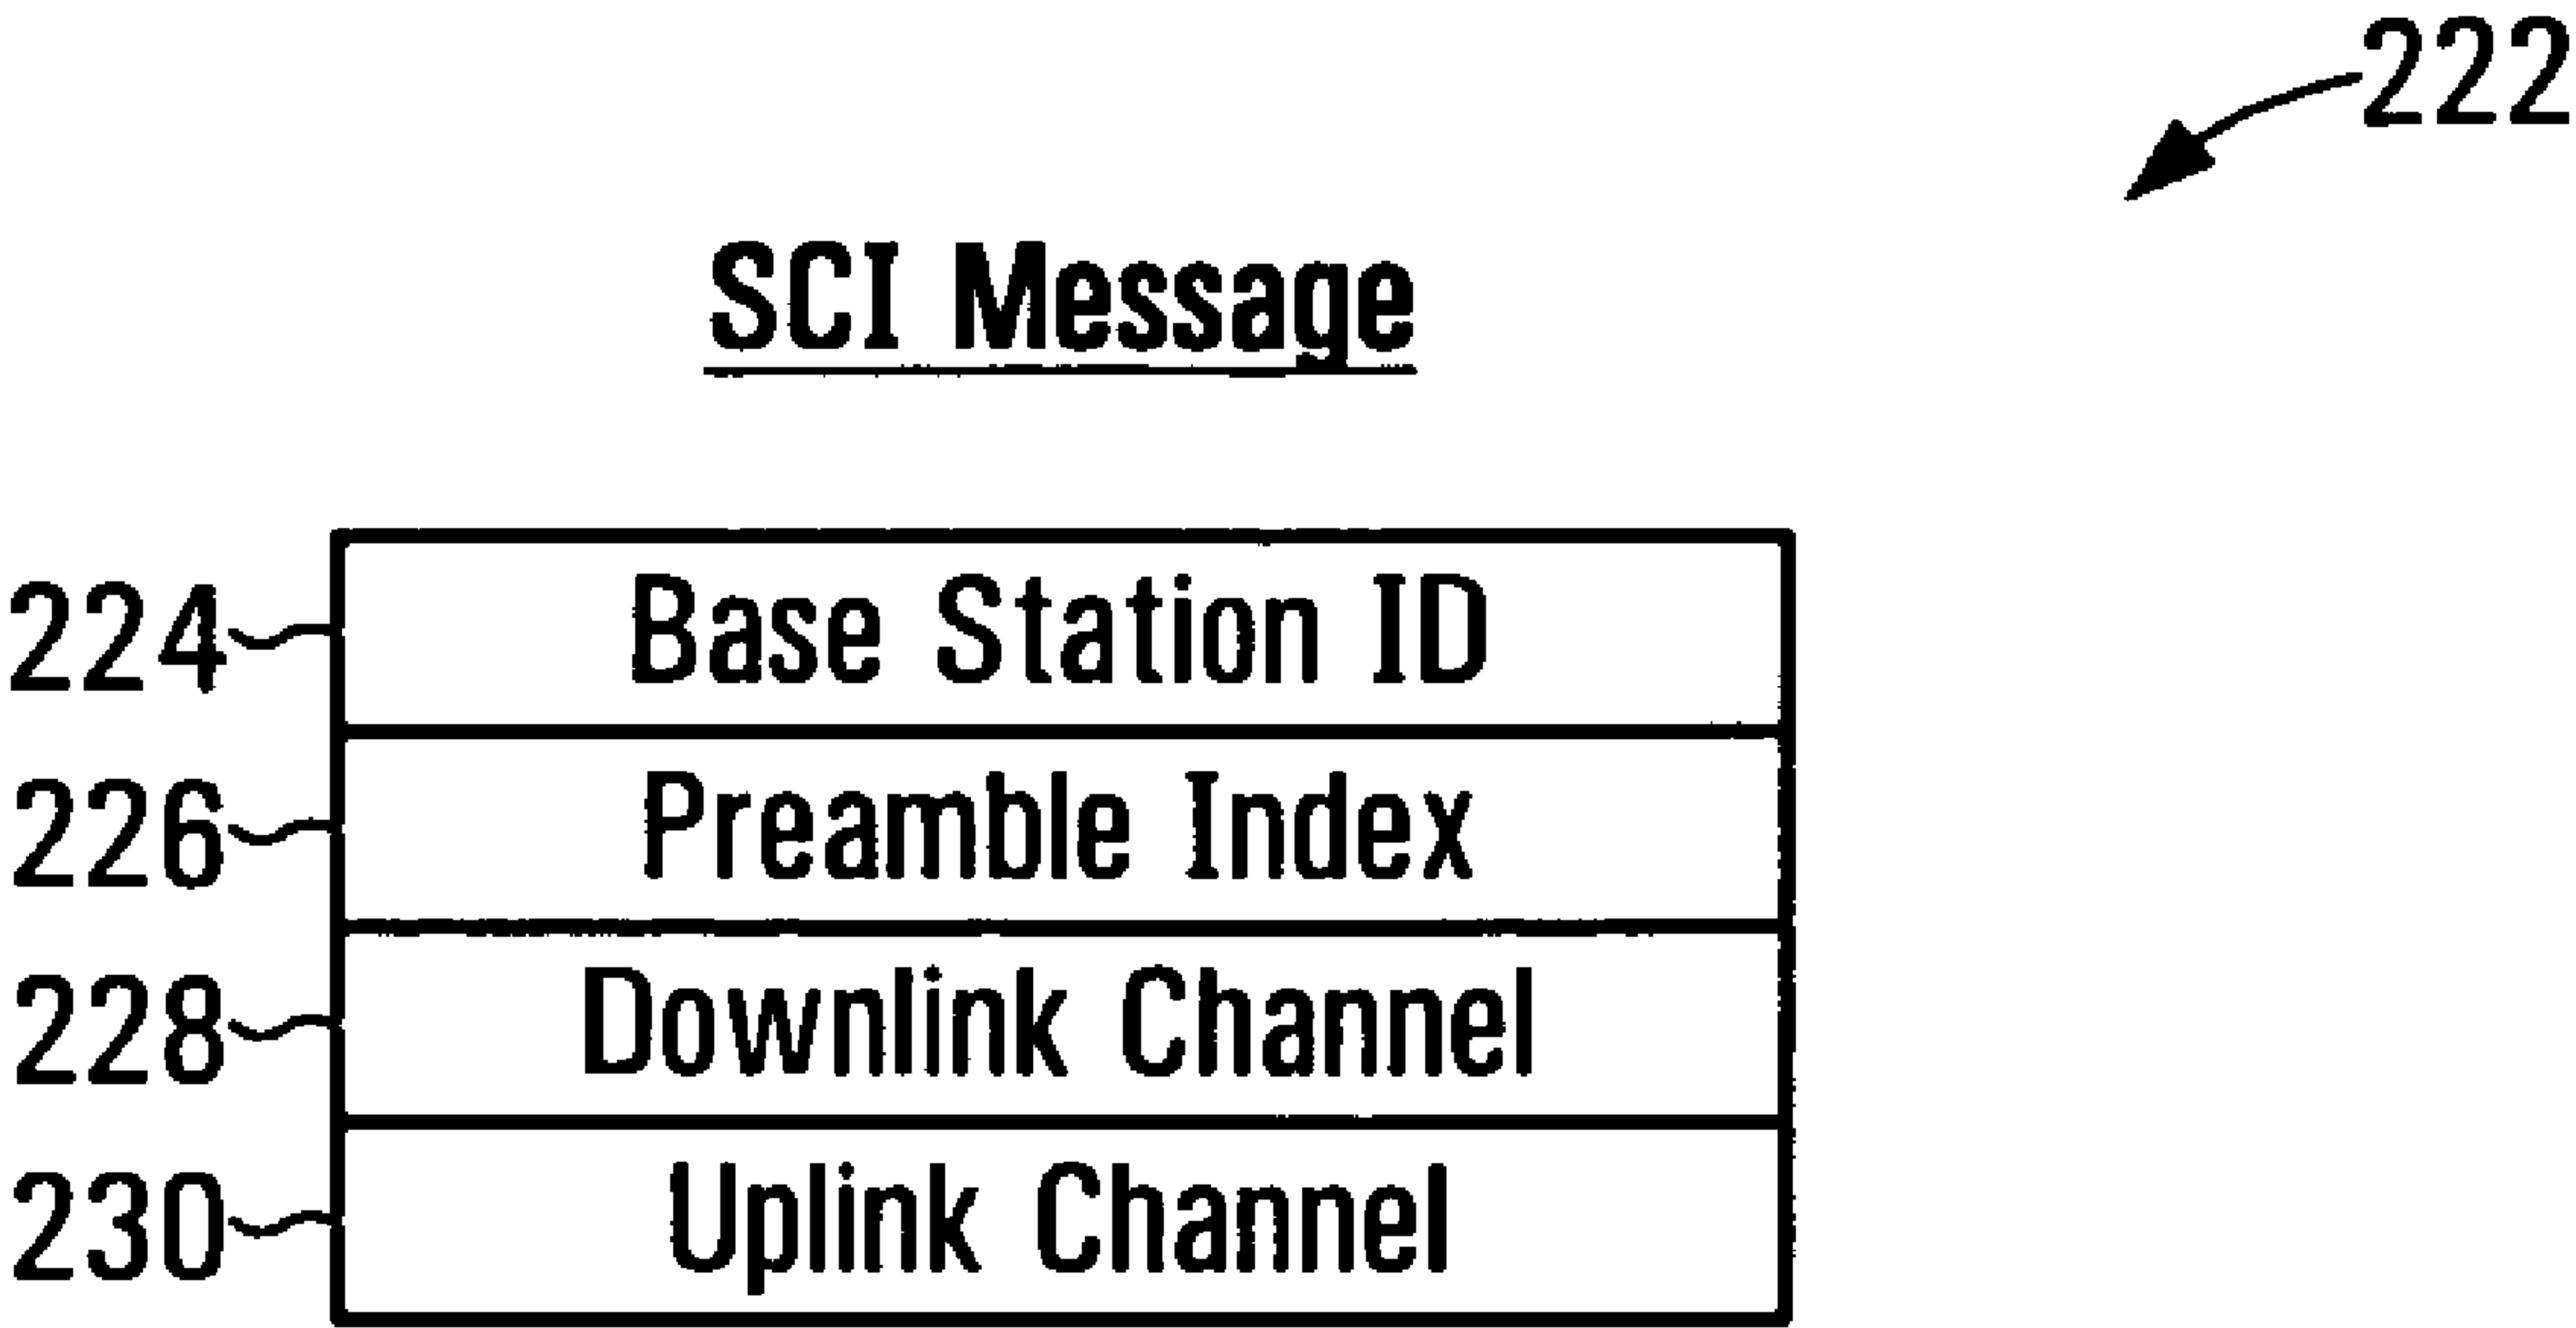 222
SCI Message
224 Base Station ID
226 Preamble Index
228 Downlink Channel
230 Uplink Channel